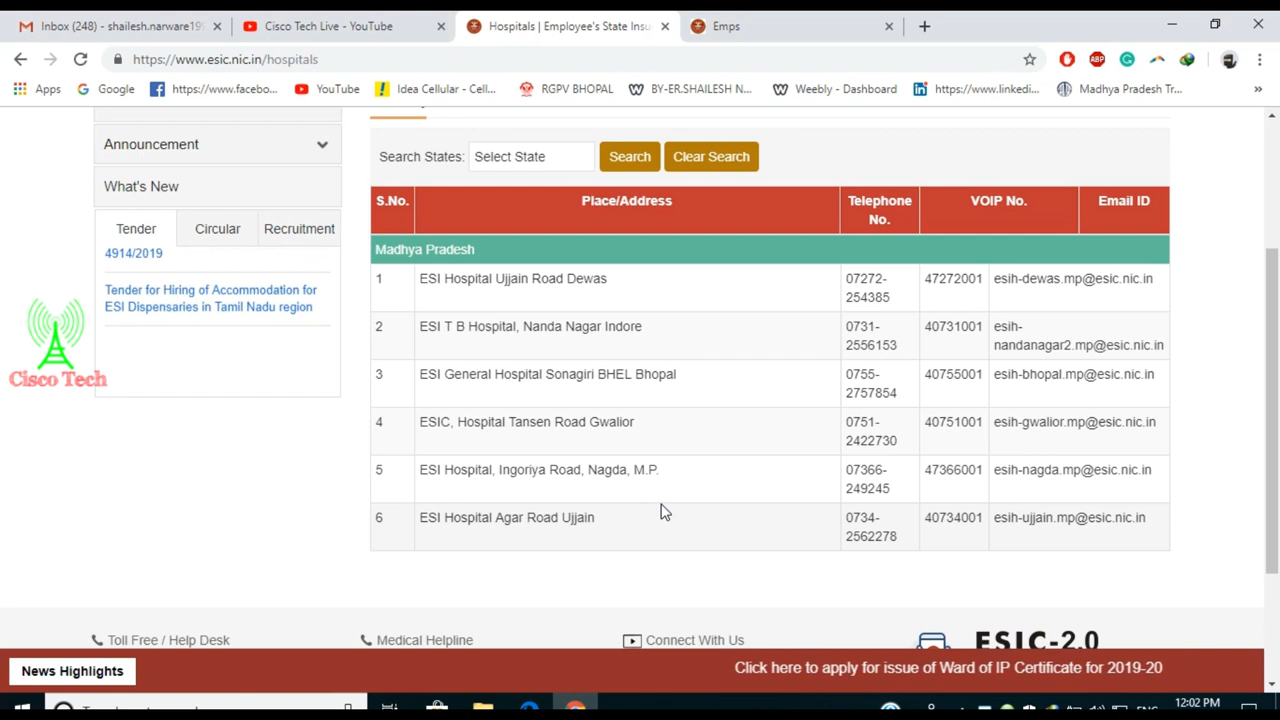 Inbox (248) - shailesh.narware199
Cisco Tech Live - YouTube
Hospitals | Employee's State Insu
Emps
https://www.esic.nic.in/hospitals
Apps
Google
https://www.facebo...
YouTube
Idea Cellular - Cell...
RGPV BHOPAL
BY-ER.SHAILESH N...
Weebly - Dashboard
https://www.linkedi...
Madhya Pradesh Tr...
»
Announcement
What's New
Tender Circular Recruitment
4914/2019
Tender for Hiring of Accommodation for
ESI Dispensaries in Tamil Nadu region
Cisco Tech
Search States: Select State Search Clear Search
S.No. Place/Address Telephone No. VOIP No. Email ID
Madhya Pradesh
1 ESI Hospital Ujjain Road Dewas 07272-254385 47272001 esih-dewas.mp@esic.nic.in
2 ESI T B Hospital, Nanda Nagar Indore 0731-2556153 40731001 esih-nandanagar2.mp@esic.nic.in
3 ESI General Hospital Sonagiri BHEL Bhopal 0755-2757854 40755001 esih-bhopal.mp@esic.nic.in
4 ESIC, Hospital Tansen Road Gwalior 0751-2422730 40751001 esih-gwalior.mp@esic.nic.in
5 ESI Hospital, Ingoriya Road, Nagda, M.P. 07366-249245 47366001 esih-nagda.mp@esic.nic.in
6 ESI Hospital Agar Road Ujjain 0734-2562278 40734001 esih-ujjain.mp@esic.nic.in
Toll Free / Help Desk
Medical Helpline
Connect With Us
ESIC-2.0
News Highlights
Click here to apply for issue of Ward of IP Certificate for 2019-20
12:02 PM